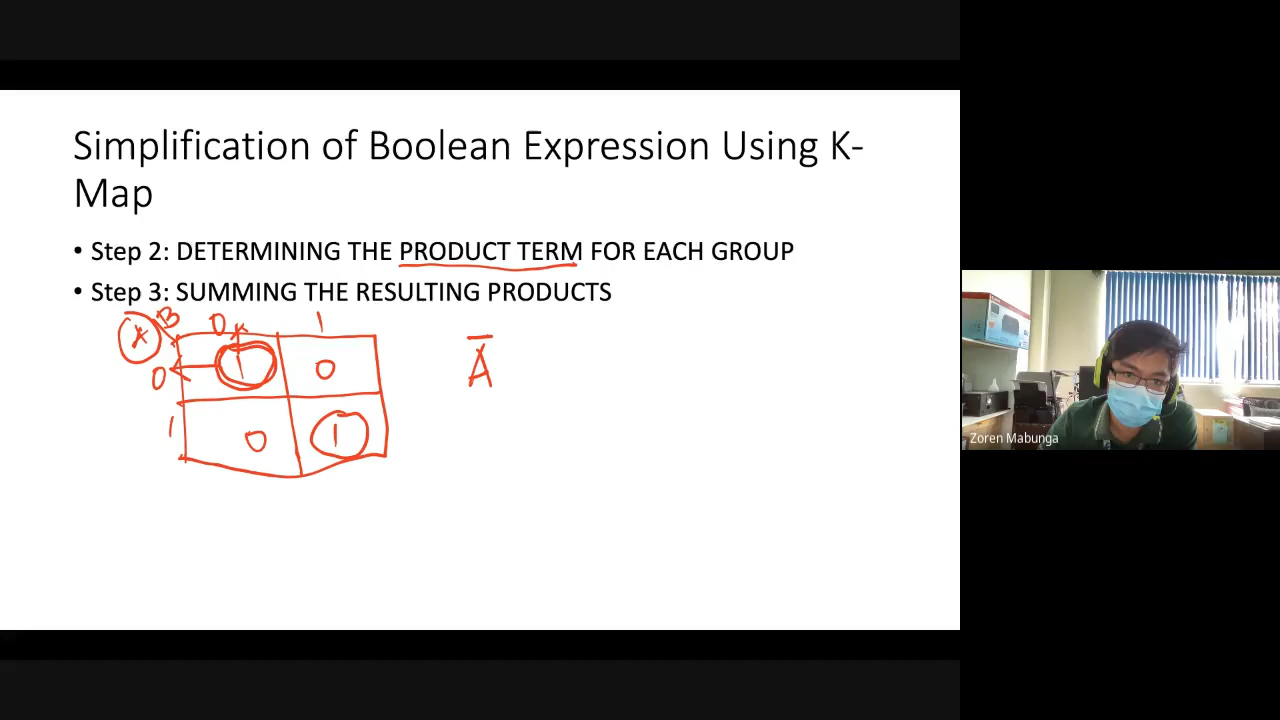 Simplification of Boolean Expression Using K-
Map
• Step 2: DETERMINING THE PRODUCT TERM FOR EACH GROUP
• Step 3: SUMMING THE RESULTING PRODUCTS
A B 0 1
0 1 0
1 0 1
Ā
Zoren Mabunga